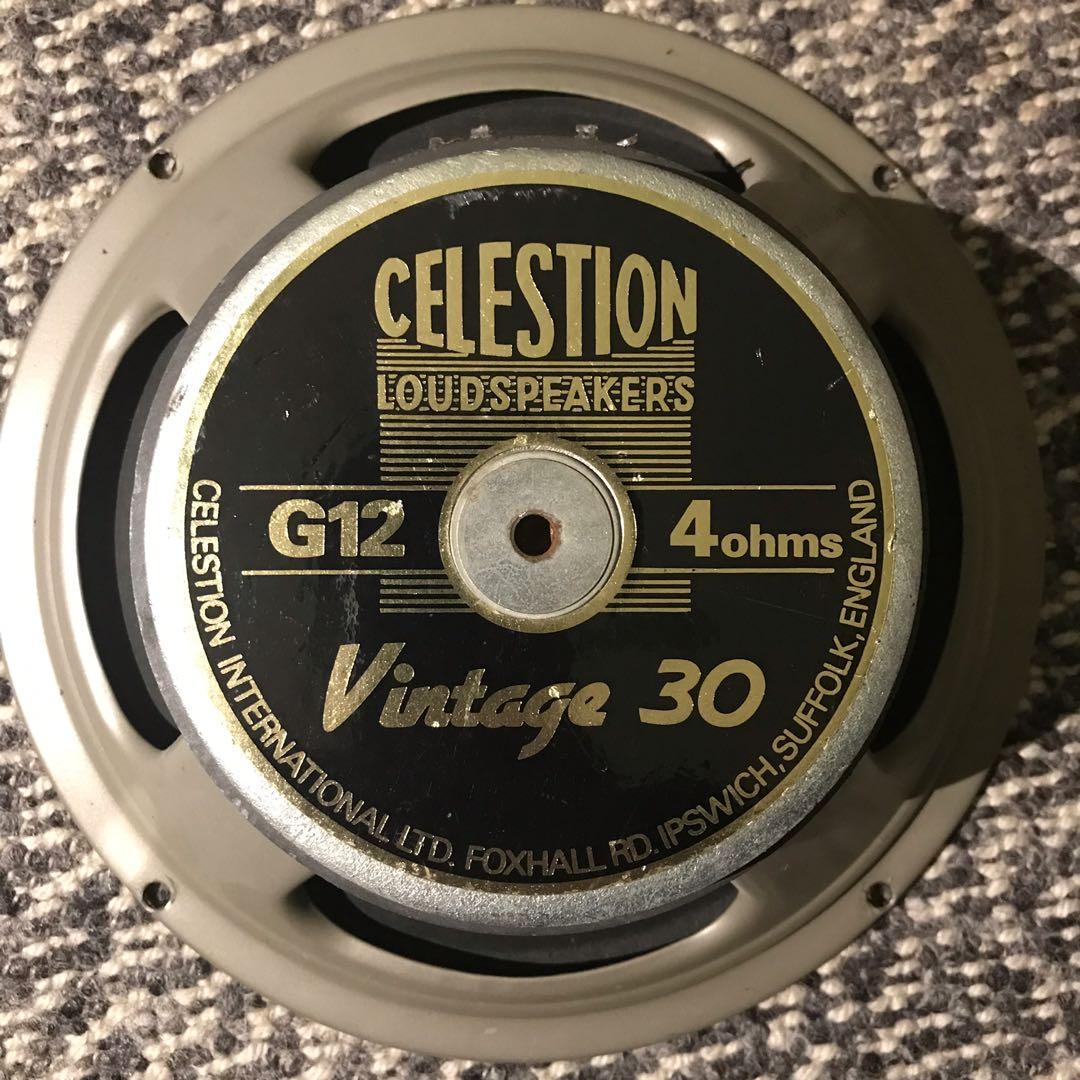 CELESTION
LOUDSPEAKERS
G12
4ohms
Vintage 30
CELESTION INTERNATIONAL LTD. FOXHALL RD. IPSWICH, SUFFOLK, ENGLAND